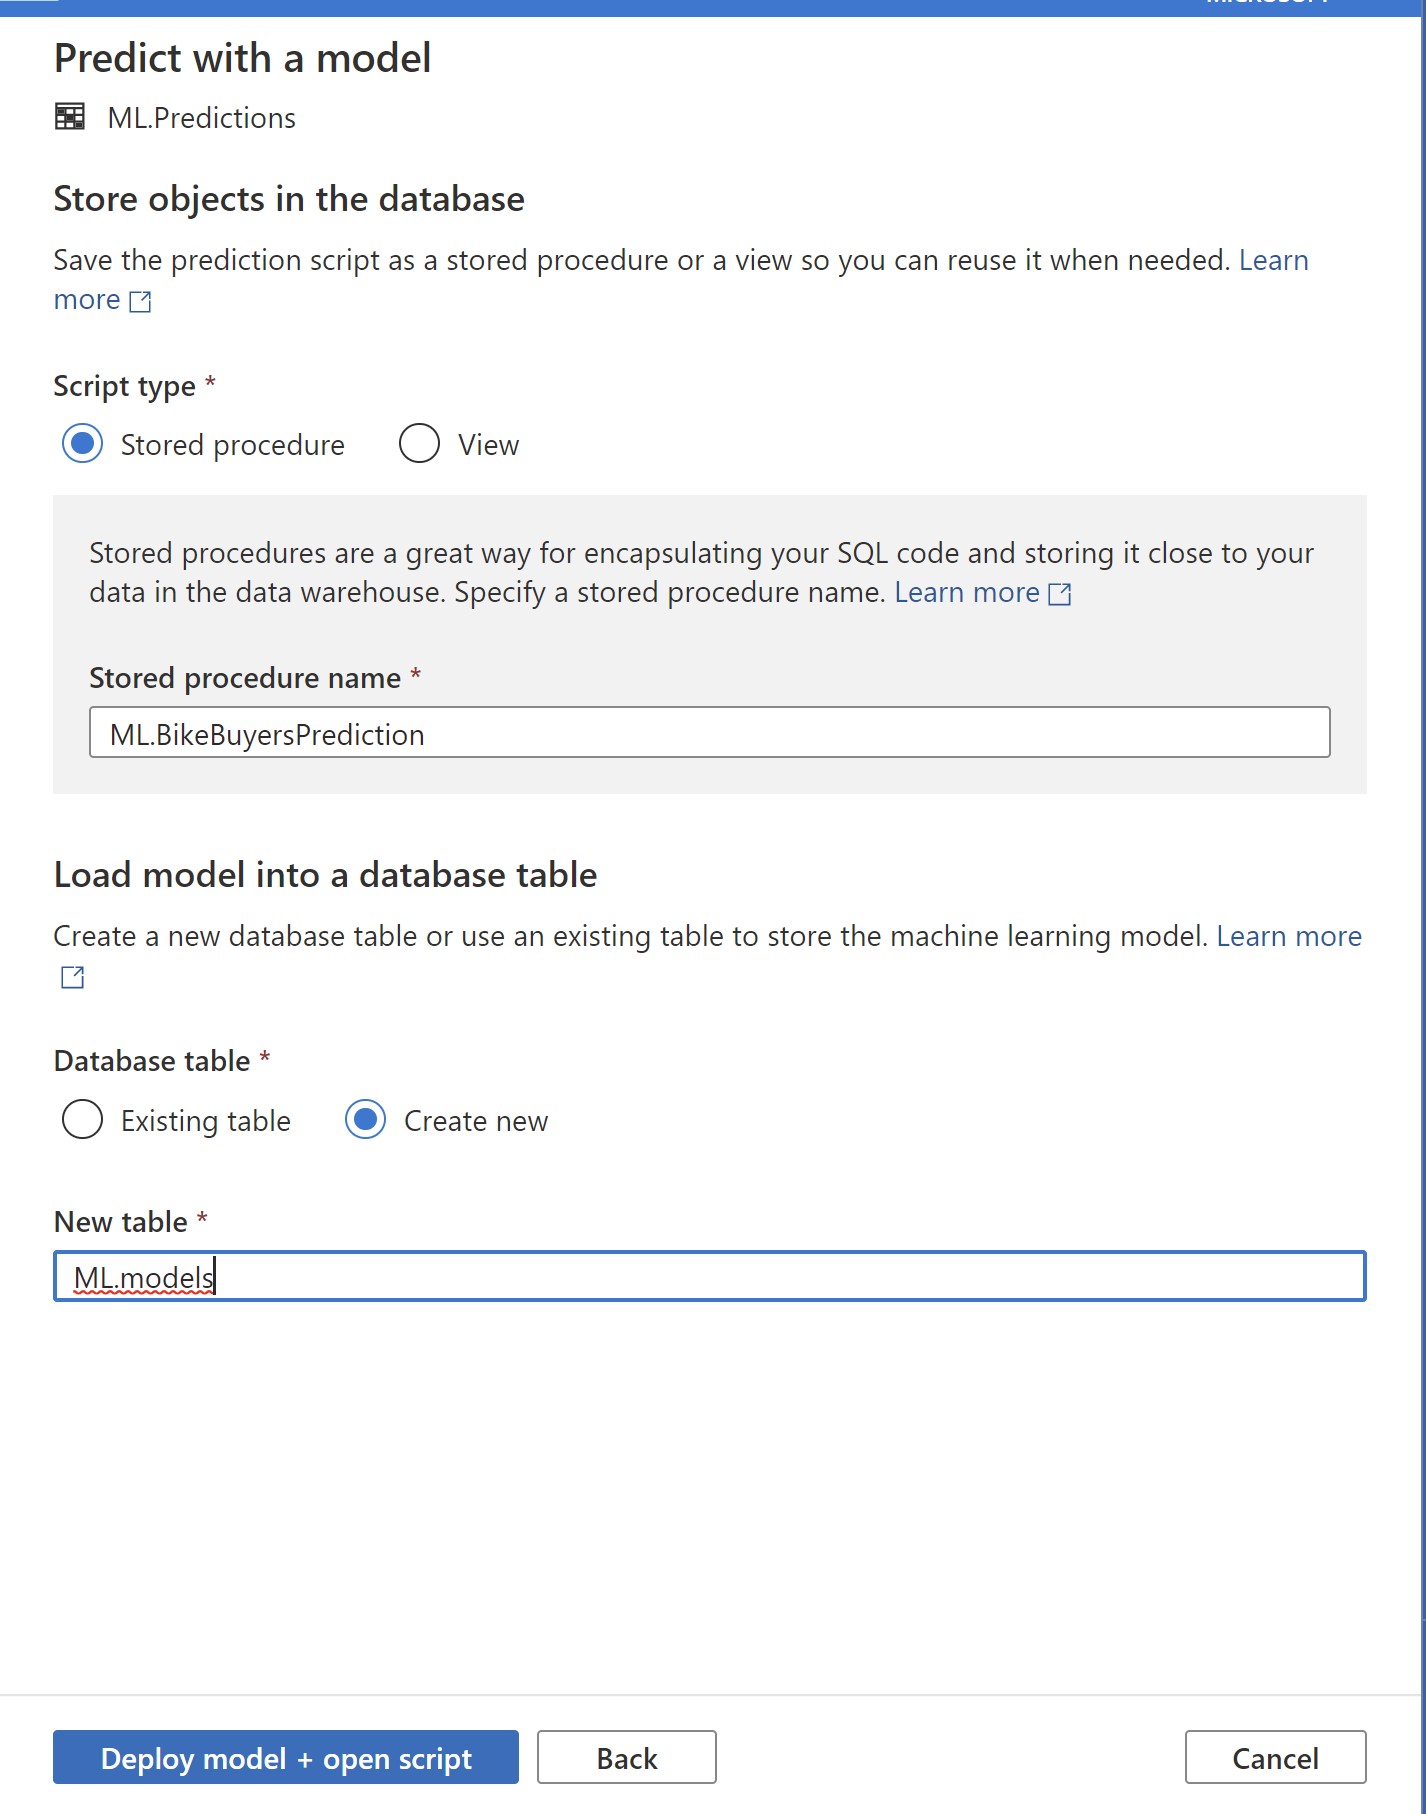 Predict with a model
ML.Predictions
Store objects in the database
Save the prediction script as a stored procedure or a view so you can reuse it when needed. Learn
more
Script type *
Stored procedure View
Stored procedures are a great way for encapsulating your SQL code and storing it close to your
data in the data warehouse. Specify a stored procedure name. Learn more
Stored procedure name *
ML.BikeBuyersPrediction
Load model into a database table
Create a new database table or use an existing table to store the machine learning model. Learn more
Database table *
Existing table Create new
New table *
ML.models
Deploy model + open script Back Cancel